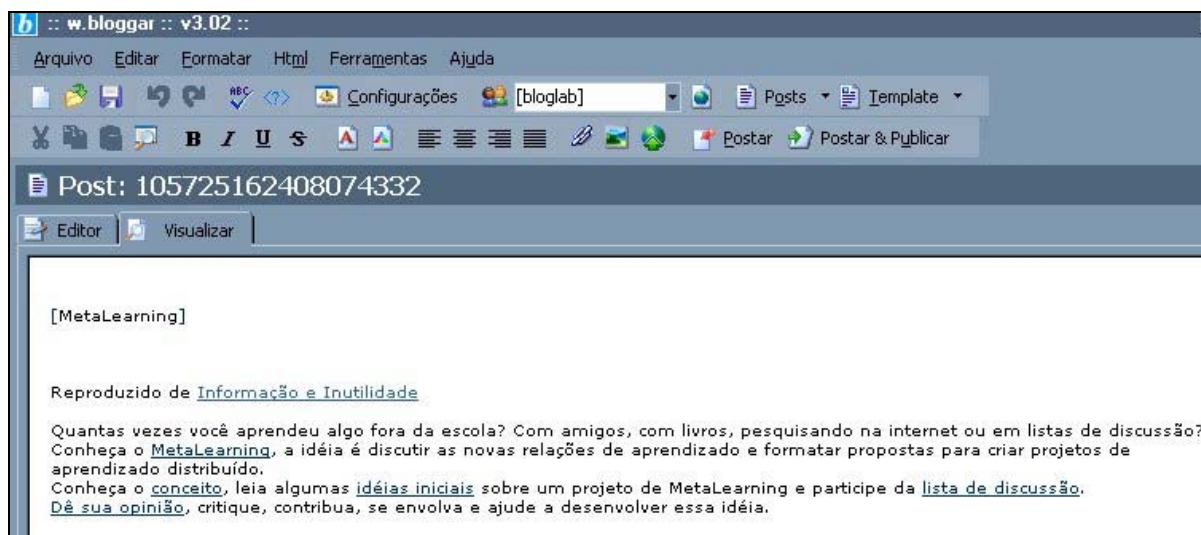 b :: w.bloggar :: v3.02 ::
Arquivo Editar Formatar Html Ferramentas Ajuda
ABC <?> Configurações [bloglab] Posts Template
B I U S A A Postar Postar & Publicar
Post: 105725162408074332
Editor Visualizar
[MetaLearning]
Reproduzido de Informação e Inutilidade
Quantas vezes você aprendeu algo fora da escola? Com amigos, com livros, pesquisando na internet ou em listas de discussão?
Conheça o MetaLearning, a idéia é discutir as novas relações de aprendizado e formatar propostas para criar projetos de
aprendizado distribuído.
Conheça o conceito, leia algumas idéias iniciais sobre um projeto de MetaLearning e participe da lista de discussão.
Dê sua opinião, critique, contribua, se envolva e ajude a desenvolver essa idéia.